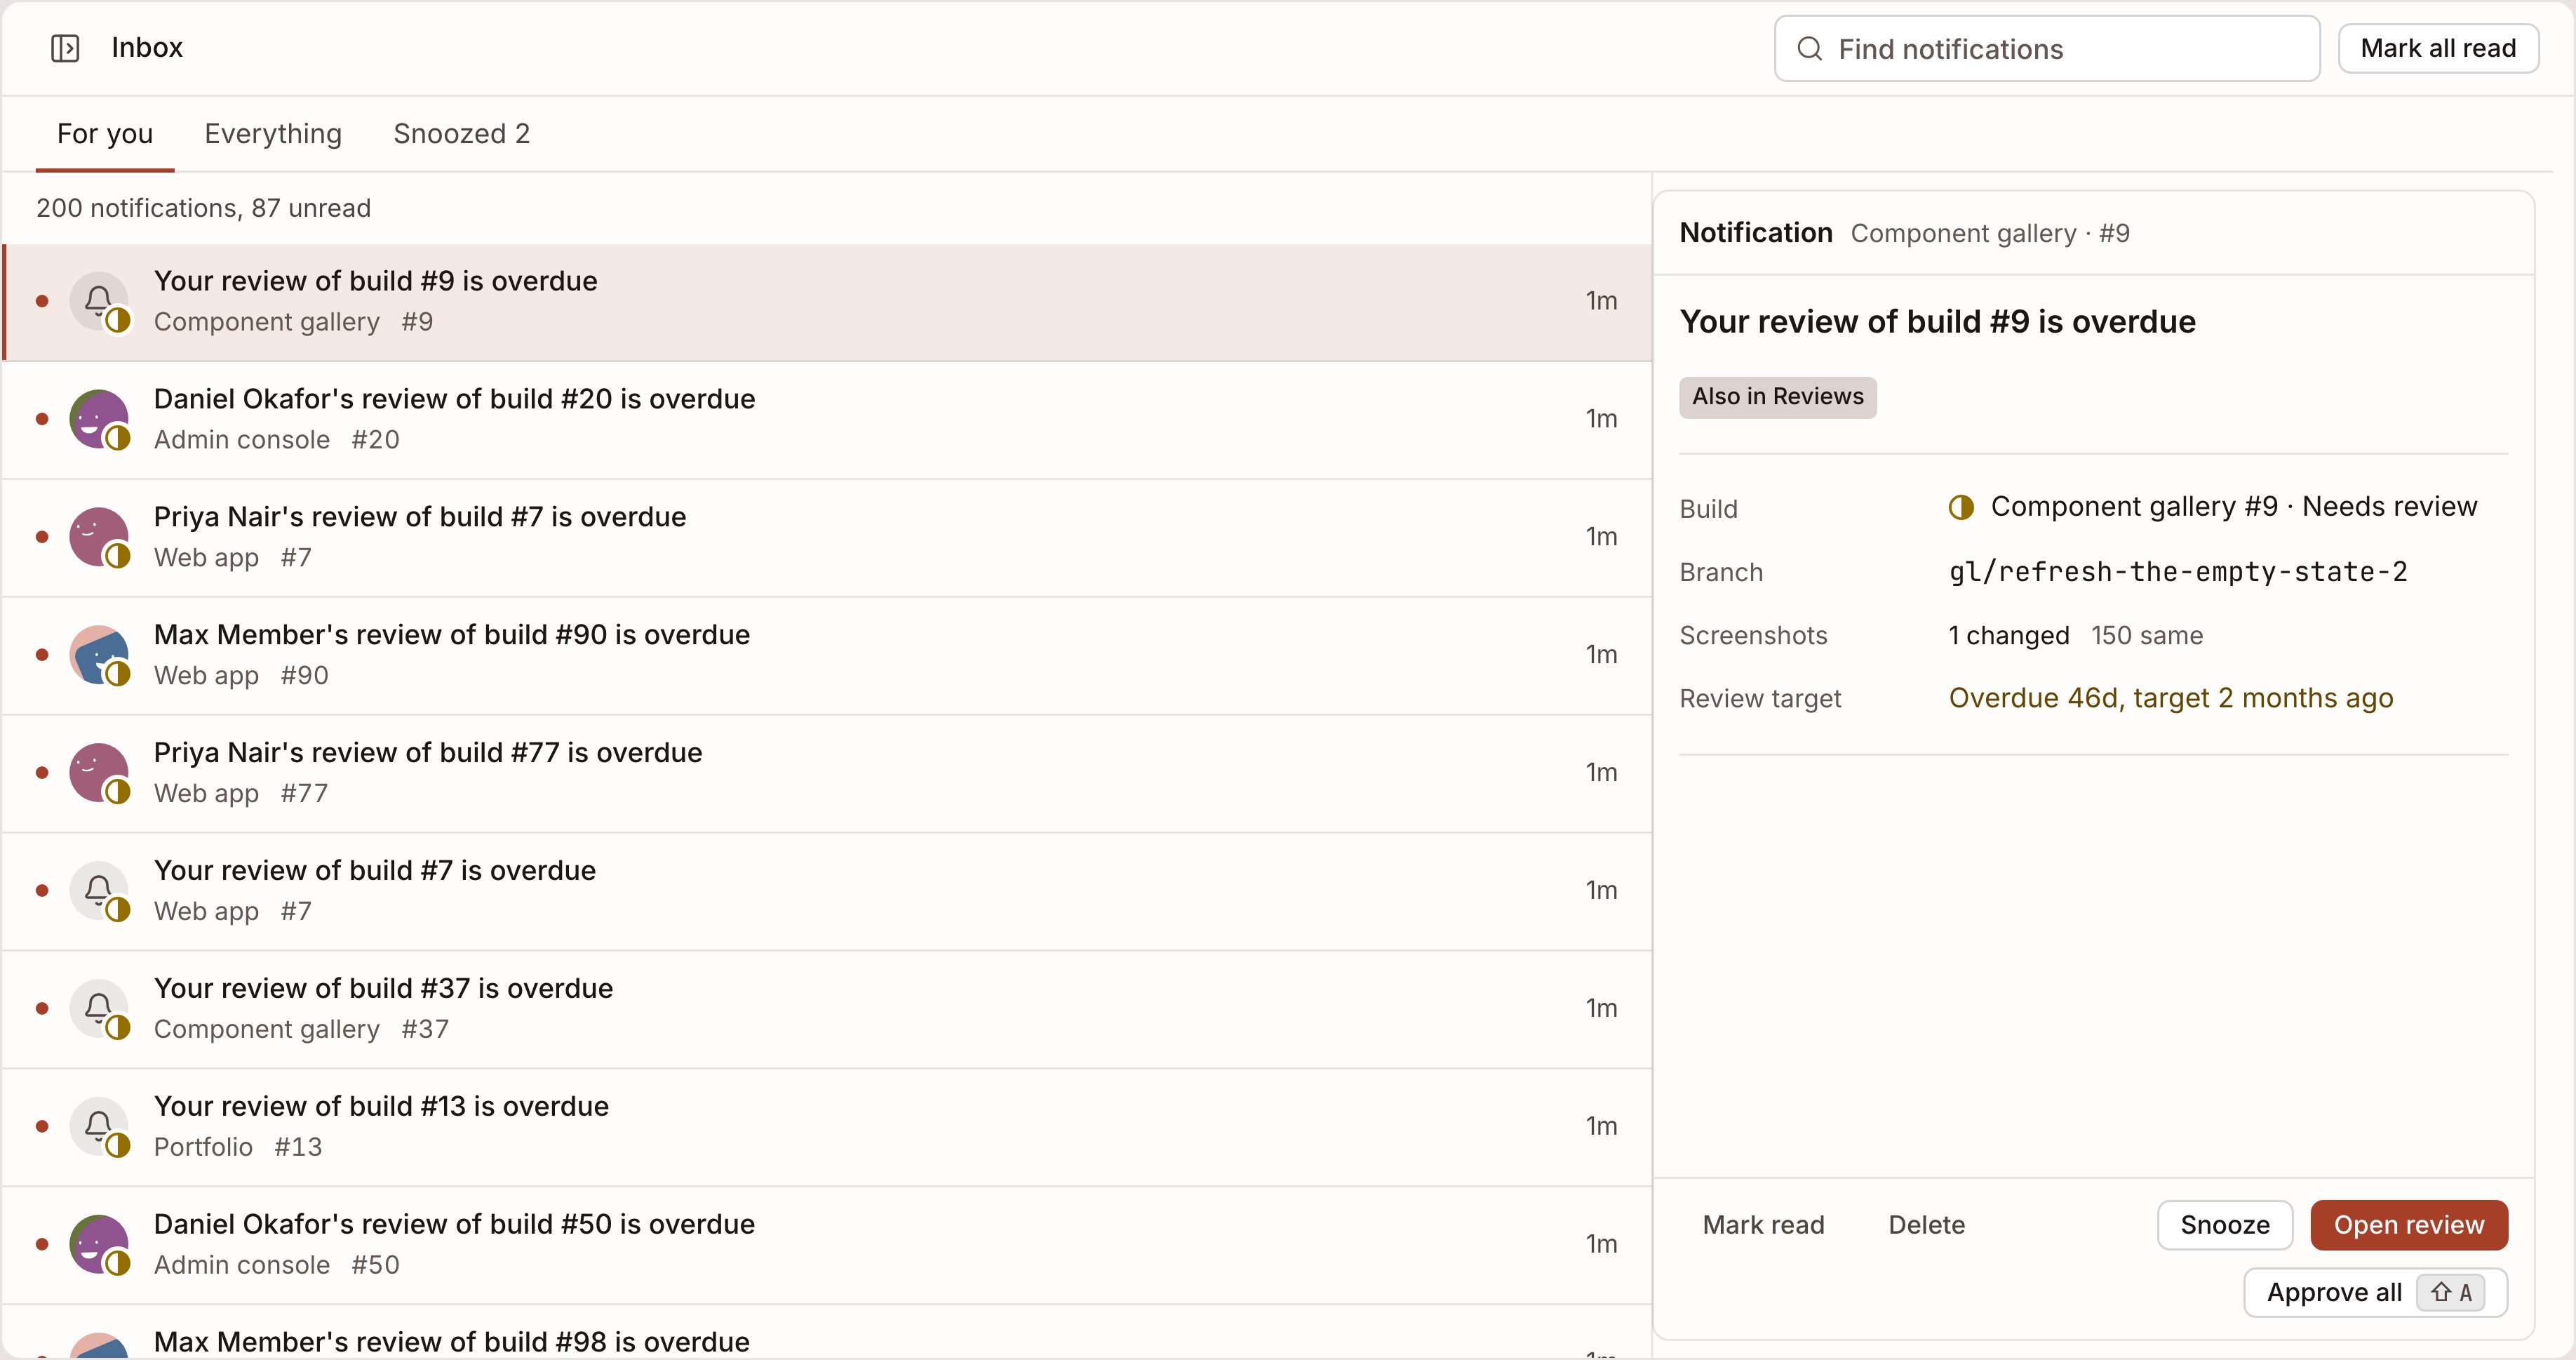 Inbox
Find notifications
Mark all read
For you
Everything
Snoozed 2
200 notifications, 87 unread
Your review of build #9 is overdue
Component gallery #9
1m
Daniel Okafor's review of build #20 is overdue
Admin console #20
1m
Priya Nair's review of build #7 is overdue
Web app #7
1m
Max Member's review of build #90 is overdue
Web app #90
1m
Priya Nair's review of build #77 is overdue
Web app #77
1m
Your review of build #7 is overdue
Web app #7
1m
Your review of build #37 is overdue
Component gallery #37
1m
Your review of build #13 is overdue
Portfolio #13
1m
Daniel Okafor's review of build #50 is overdue
Admin console #50
1m
Max Member's review of build #98 is overdue
Notification Component gallery · #9
Your review of build #9 is overdue
Also in Reviews
Build Component gallery #9 · Needs review
Branch gl/refresh-the-empty-state-2
Screenshots 1 changed 150 same
Review target Overdue 46d, target 2 months ago
Mark read
Delete
Snooze
Open review
Approve all ⇧ A